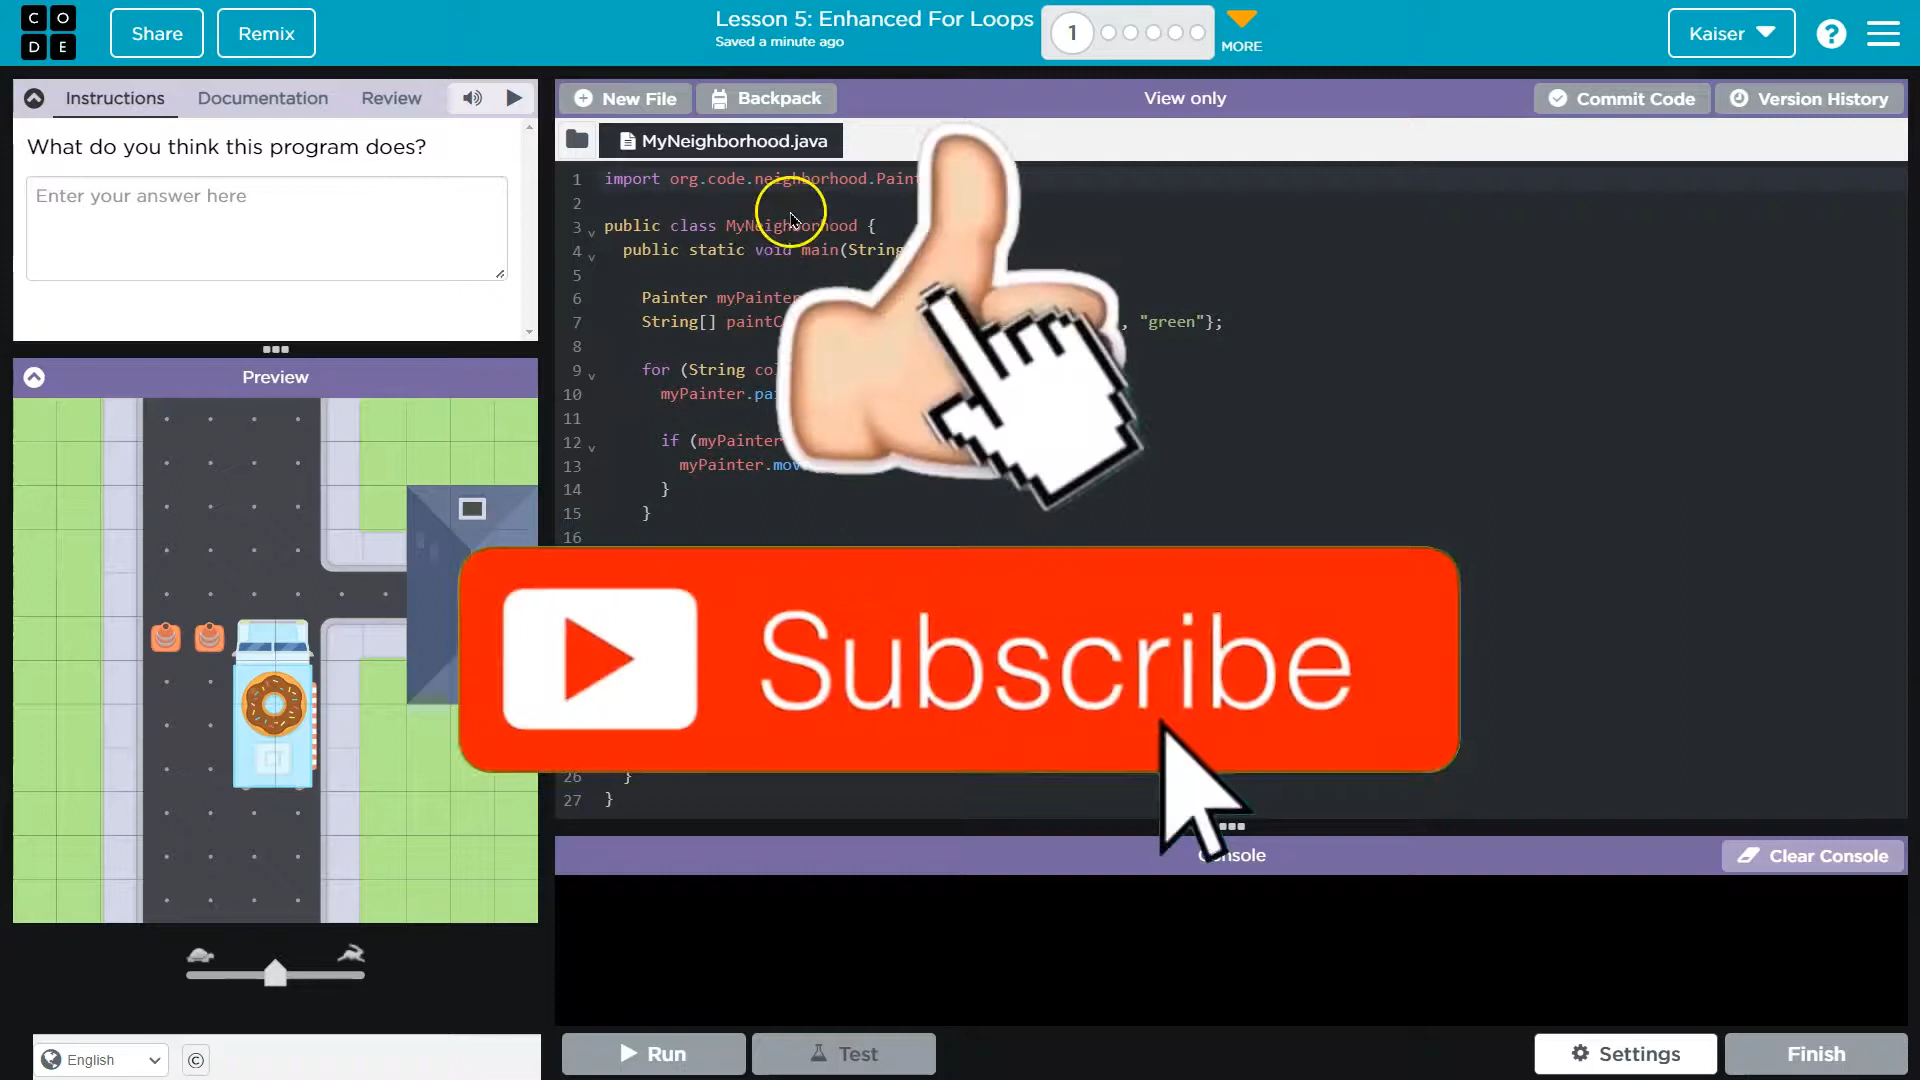 C O
D E
Share
Remix
Lesson 5: Enhanced For Loops
Saved a minute ago
1
MORE
Kaiser
?
Instructions
Documentation
Review
New File
Backpack
View only
Commit Code
Version History
What do you think this program does?
Enter your answer here
MyNeighborhood.java
1 import org.code.neighborhood.Paint
2
3 public class MyNeighborhood {
4 public static void main(String
5
6 Painter myPainter
7 String[] paintC , "green"};
8
9 for (String co
10 myPainter.pai
11
12 if (myPainter
13 myPainter.mov
14 }
15 }
16
26 }
27 }
Preview
Subscribe
Console
Clear Console
English
©
Run
Test
Settings
Finish